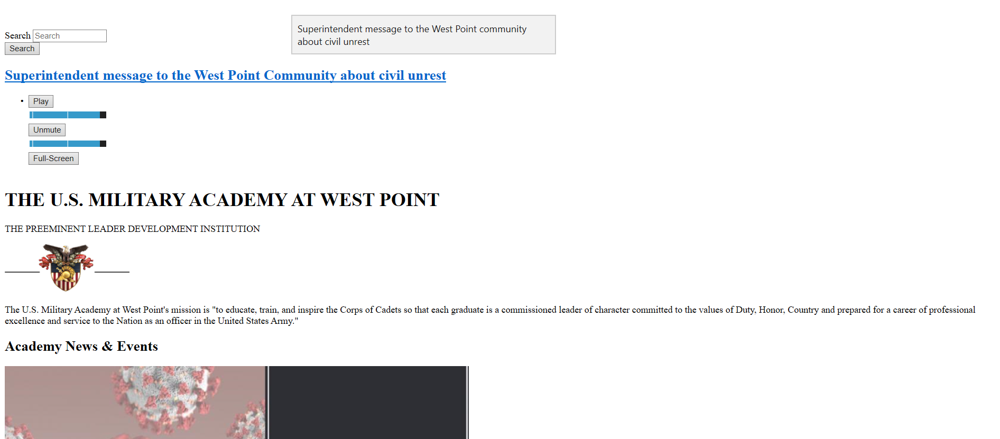 Superintendent message to the West Point community
about civil unrest
Search Search
Search
Superintendent message to the West Point Community about civil unrest
• Play
Unmute
Full-Screen
THE U.S. MILITARY ACADEMY AT WEST POINT
THE PREEMINENT LEADER DEVELOPMENT INSTITUTION
The U.S. Military Academy at West Point's mission is "to educate, train, and inspire the Corps of Cadets so that each graduate is a commissioned leader of character committed to the values of Duty, Honor, Country and prepared for a career of professional
excellence and service to the Nation as an officer in the United States Army."
Academy News & Events